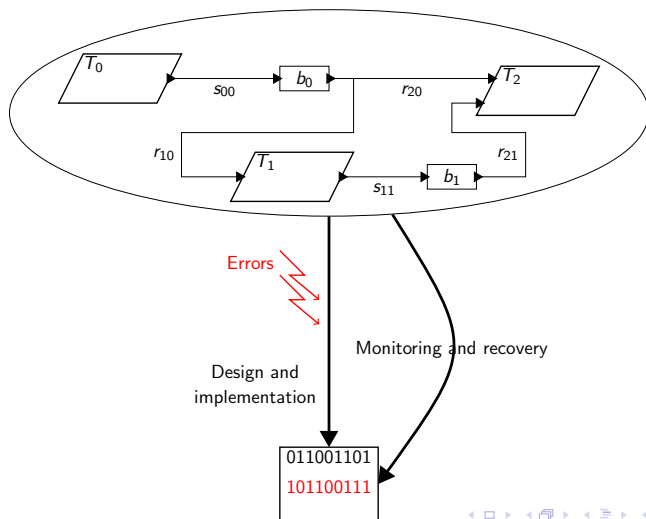 T0
s00
b0
r20
T2
r10
T1
s11
b1
r21
Errors
Monitoring and recovery
Design and
implementation
011001101
101100111